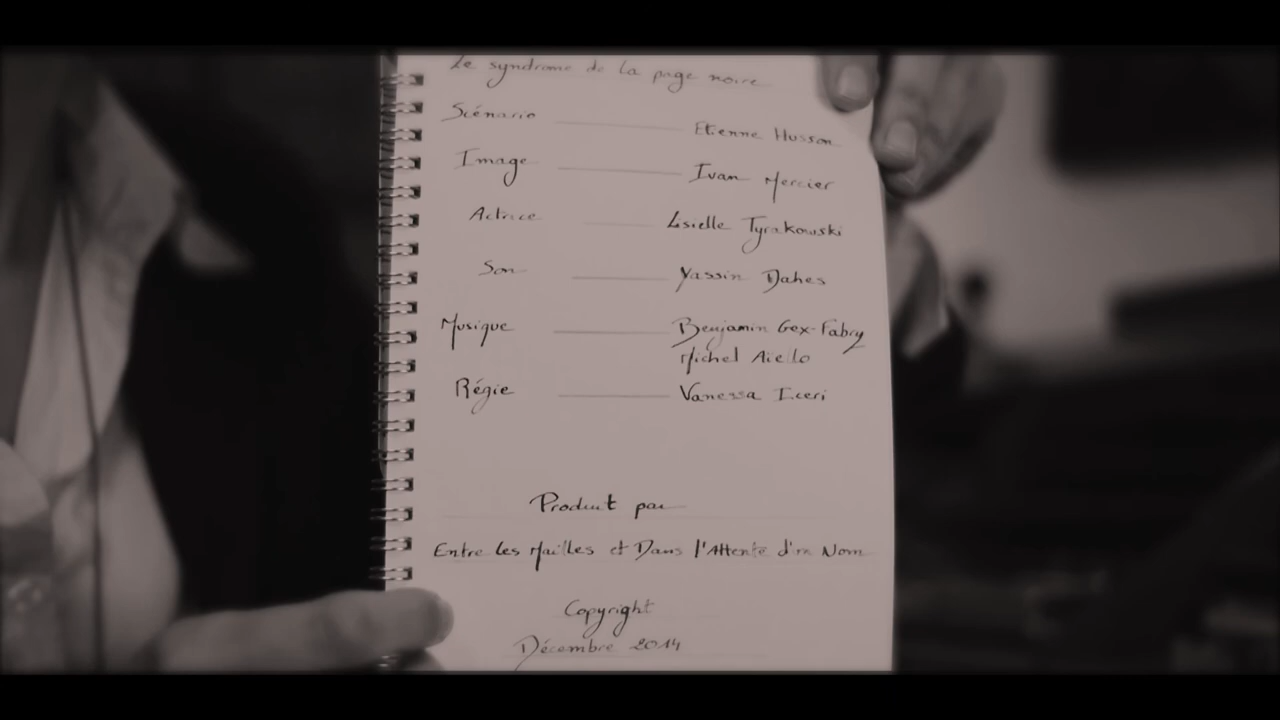 Le syndrome de la page noire
Scénario Etienne Husson
Image Ivan Mercier
Actrice Lisielle Tyrakowski
Son Yassin Dahes
Musique Benjamin Gex-Fabry
Michel Aiello
Régie Vanessa Iceri
Produit par
Entre les Mailles et Dans l'Attente d'un Nom
Copyright
Décembre 2014